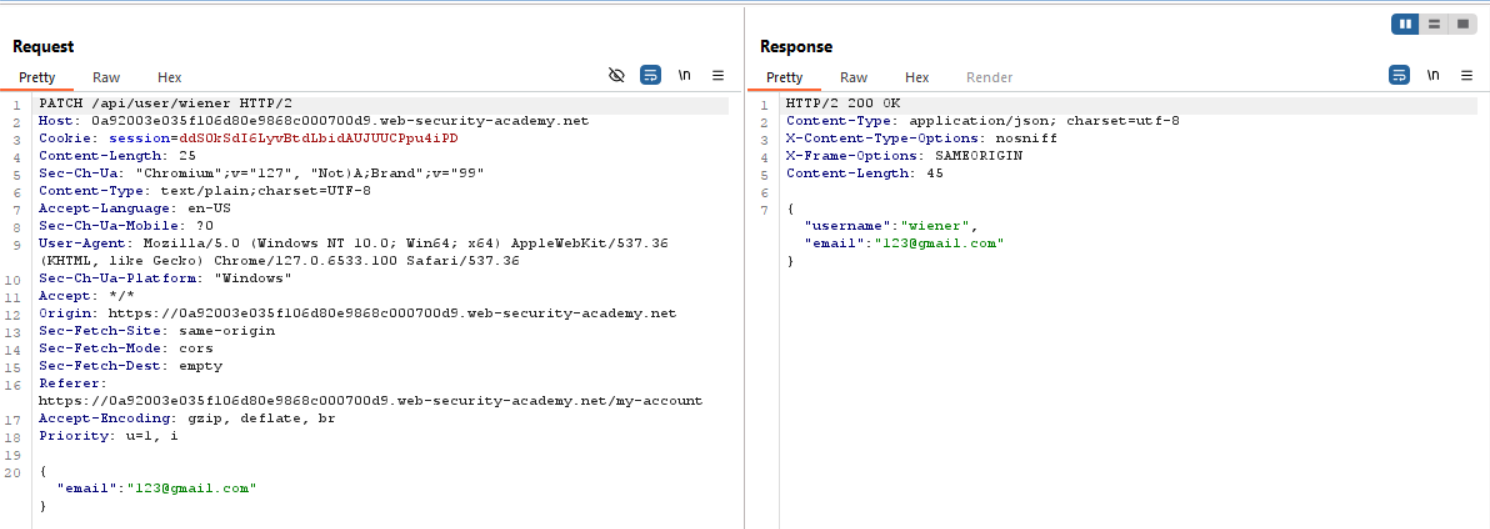 Request
Pretty Raw Hex
\n
1 PATCH /api/user/wiener HTTP/2
2 Host: 0a92003e035f106d80e9868c000700d9.web-security-academy.net
3 Cookie: session=ddSOkSdI6LyvBtdLbidAUJUUCPpu4iPD
4 Content-Length: 25
5 Sec-Ch-Ua: "Chromium";v="127", "Not)A;Brand";v="99"
6 Content-Type: text/plain;charset=UTF-8
7 Accept-Language: en-US
8 Sec-Ch-Ua-Mobile: ?0
9 User-Agent: Mozilla/5.0 (Windows NT 10.0; Win64; x64) AppleWebKit/537.36
(KHTML, like Gecko) Chrome/127.0.6533.100 Safari/537.36
10 Sec-Ch-Ua-Platform: "Windows"
11 Accept: */*
12 Origin: https://0a92003e035f106d80e9868c000700d9.web-security-academy.net
13 Sec-Fetch-Site: same-origin
14 Sec-Fetch-Mode: cors
15 Sec-Fetch-Dest: empty
16 Referer:
https://0a92003e035f106d80e9868c000700d9.web-security-academy.net/my-account
17 Accept-Encoding: gzip, deflate, br
18 Priority: u=1, i
19
20 {
"email":"123@gmail.com"
}
Response
Pretty Raw Hex Render
\n
1 HTTP/2 200 OK
2 Content-Type: application/json; charset=utf-8
3 X-Content-Type-Options: nosniff
4 X-Frame-Options: SAMEORIGIN
5 Content-Length: 45
6
7 {
"username":"wiener",
"email":"123@gmail.com"
}